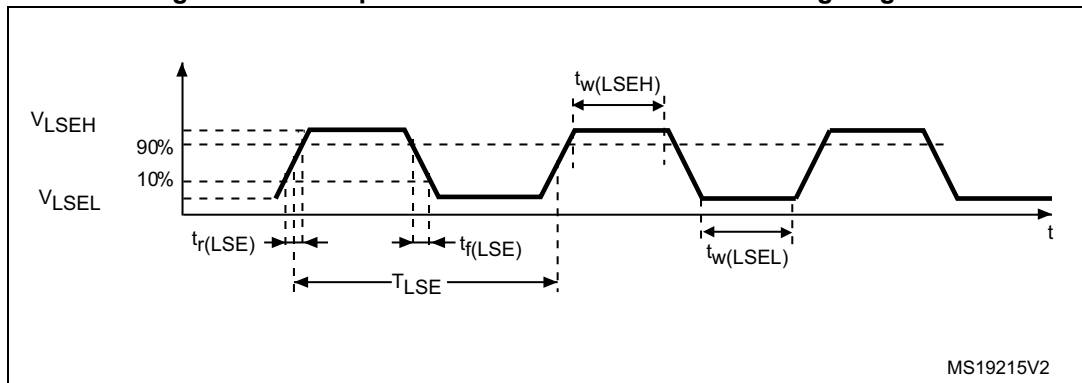 tw(LSEH)
VLSEH
90%
10%
VLSEL
tr(LSE)
tf(LSE)
tw(LSEL)
t
TLSE
MS19215V2